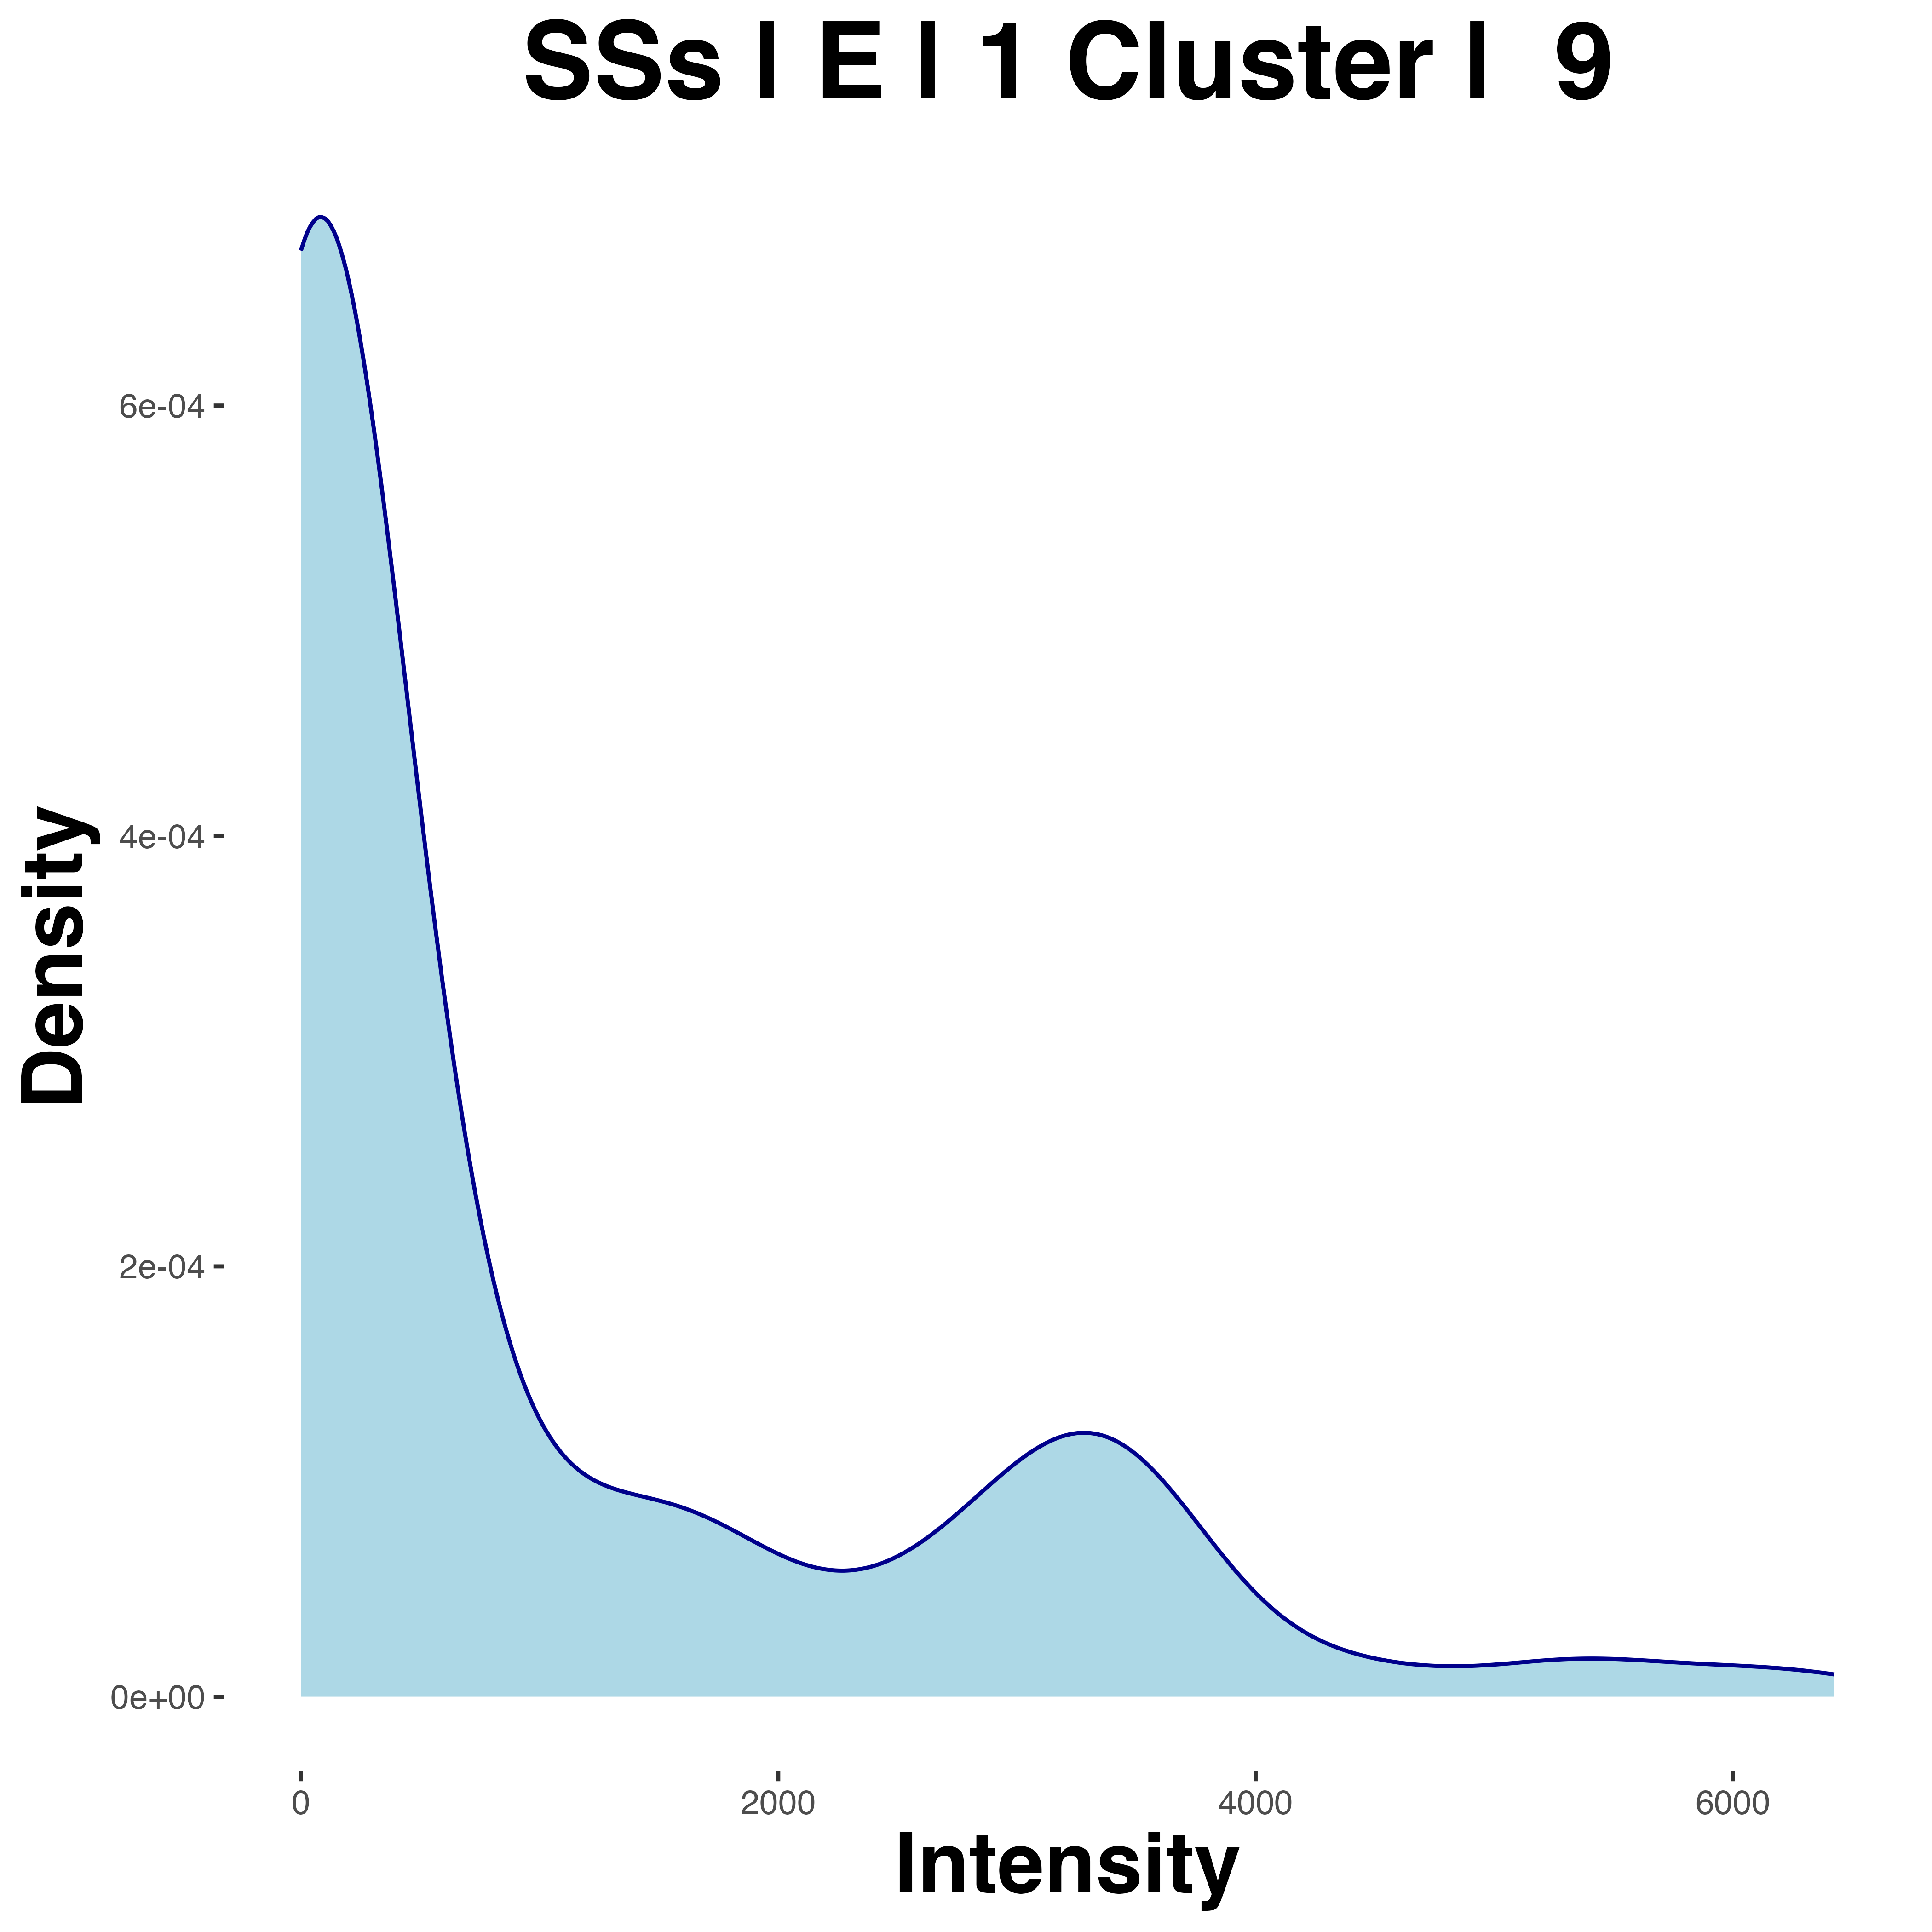 SSs | E | 1 Cluster |  9
Density
6e-04
4e-04
2e-04
0e+00
0 2000 4000 6000
Intensity